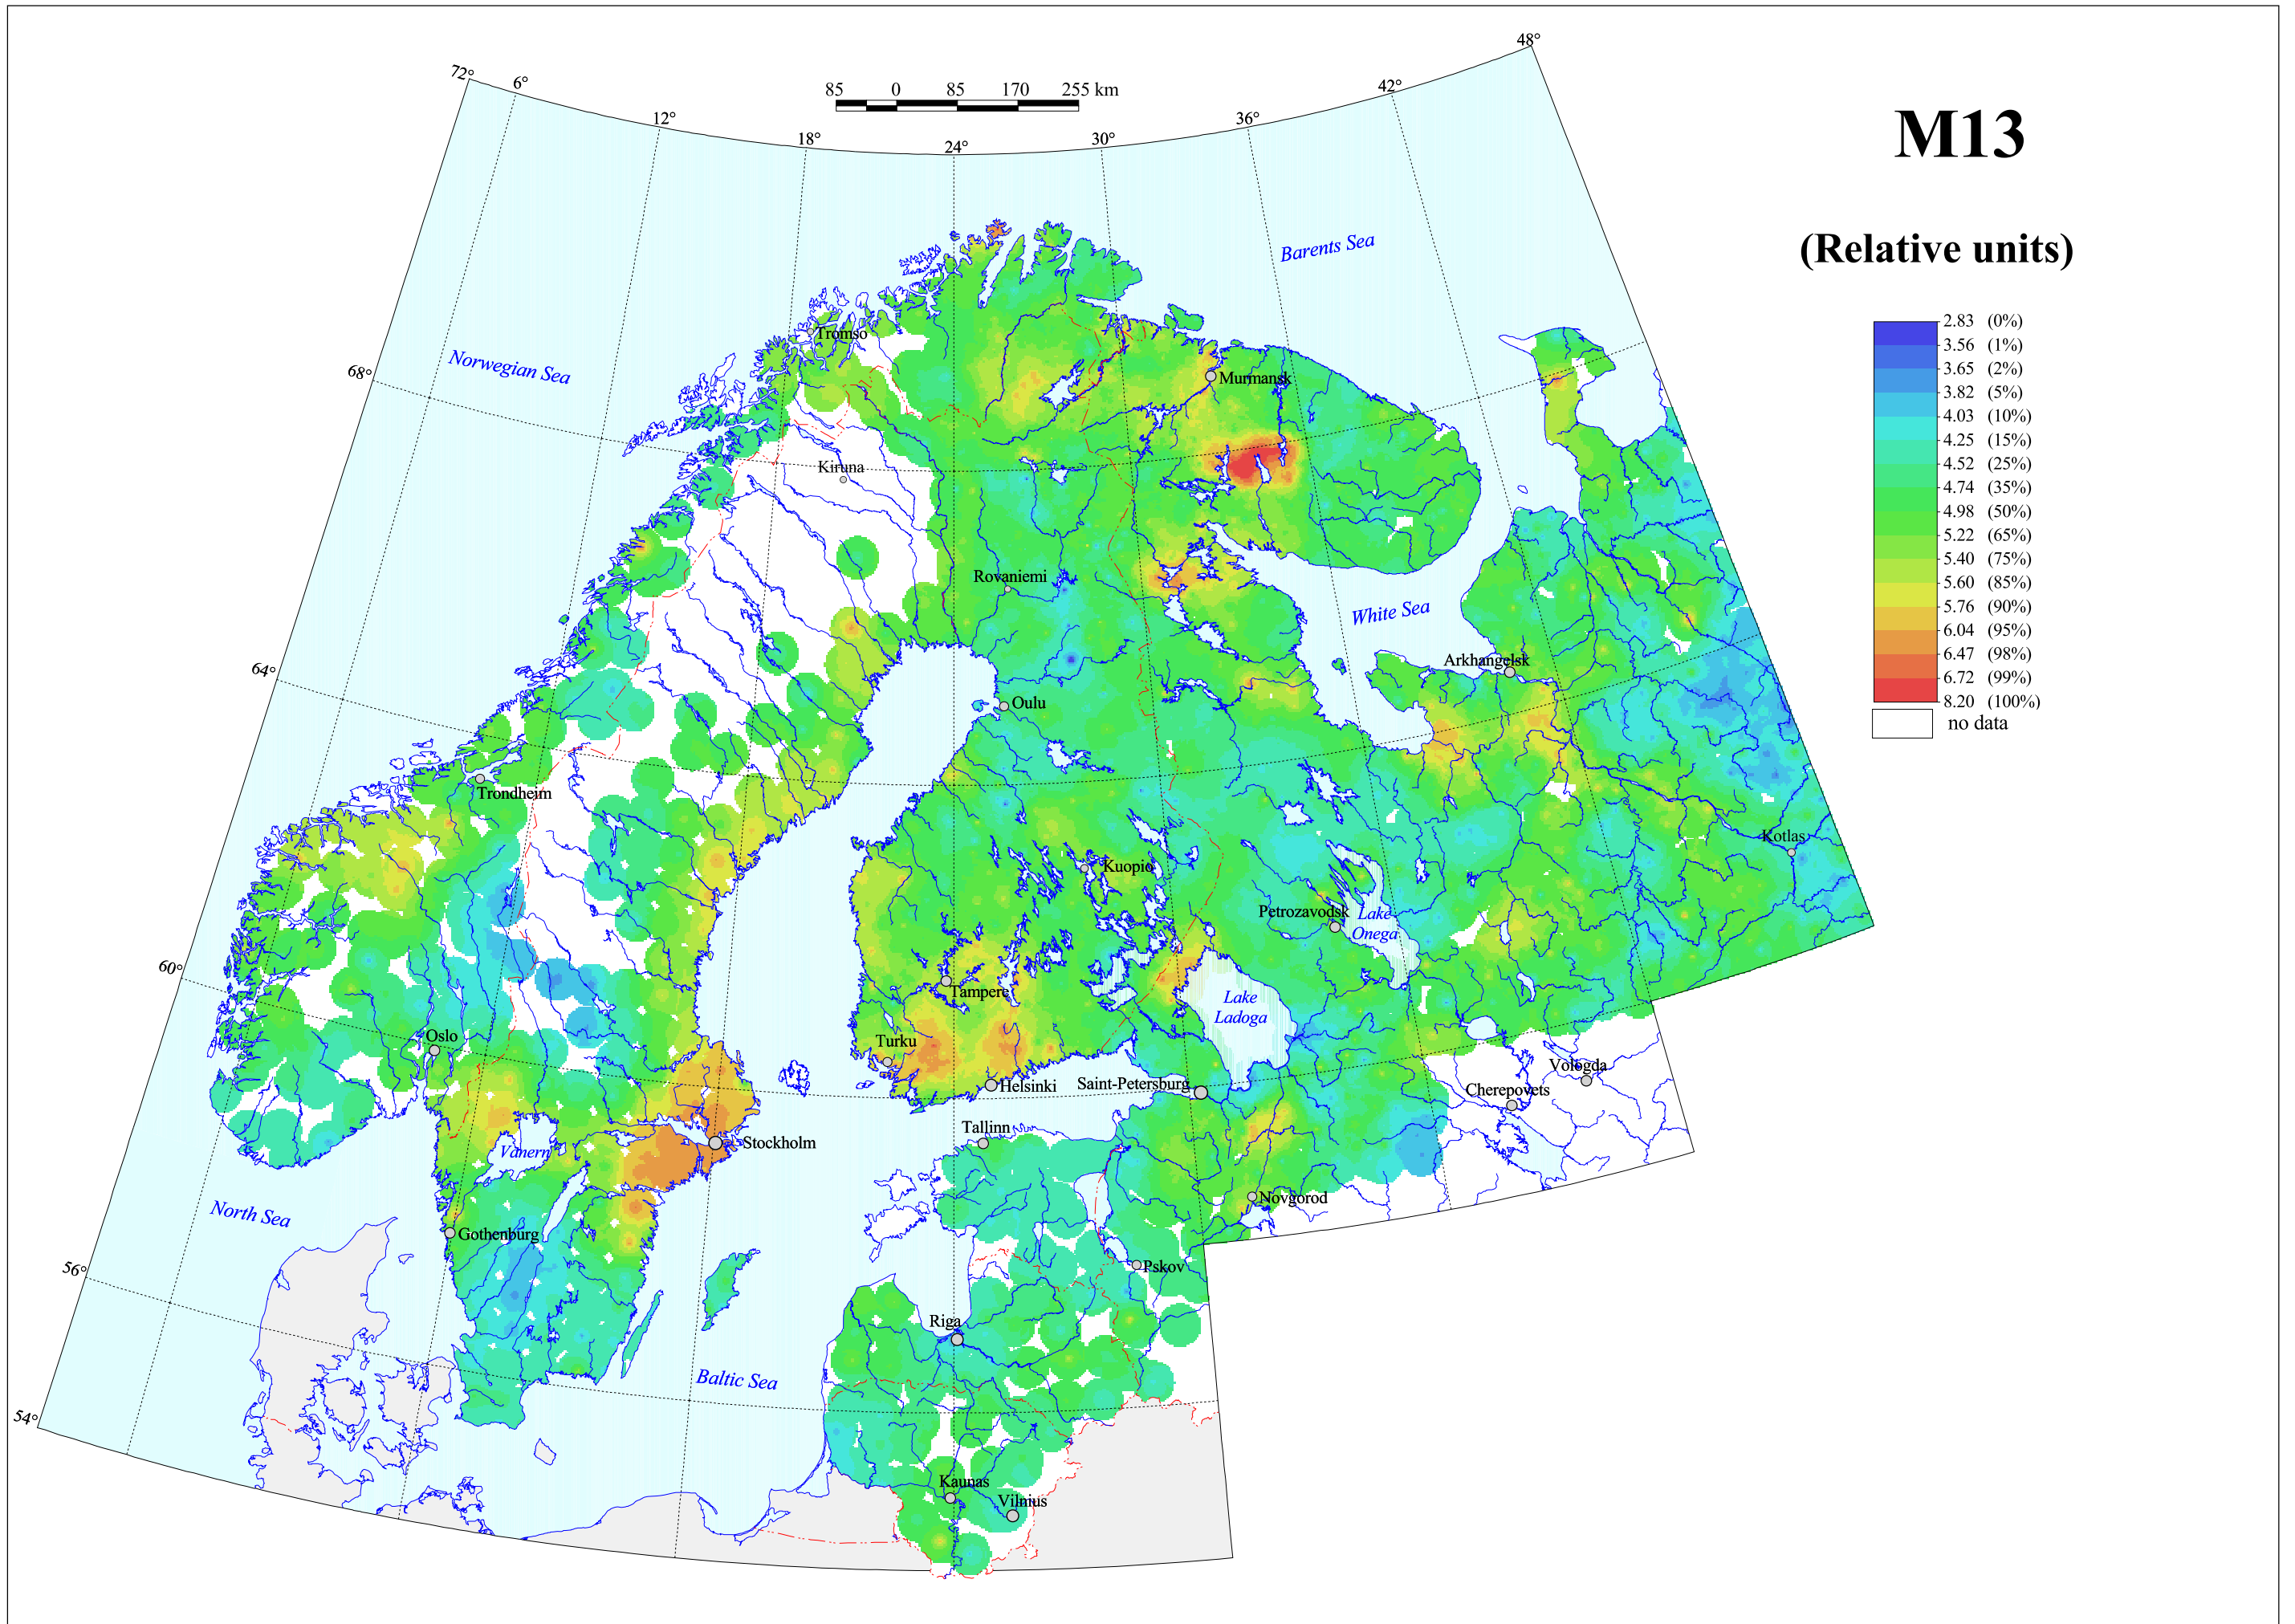 M13
(Relative units)
2.83 (0%)
3.56 (1%)
3.65 (2%)
3.82 (5%)
4.03 (10%)
4.25 (15%)
4.52 (25%)
4.74 (35%)
4.98 (50%)
5.22 (65%)
5.40 (75%)
5.60 (85%)
5.76 (90%)
6.04 (95%)
6.47 (98%)
6.72 (99%)
8.20 (100%)
no data
85 0 85 170 255 km
72°
6°
12°
18°
24°
30°
36°
42°
48°
68°
64°
60°
56°
54°
Barents Sea
Norwegian Sea
Tromso
Murmansk
Kiruna
Rovaniemi
White Sea
Arkhangelsk
Oulu
Trondheim
Kotlas
Kuopio
Petrozavodsk
Lake
Onega
Tampere
Lake
Ladoga
Oslo
Turku
Helsinki
Saint-Petersburg
Vologda
Cherepovets
Stockholm
Tallinn
Vanern
Novgorod
North Sea
Gothenburg
Pskov
Riga
Baltic Sea
Kaunas
Vilnius